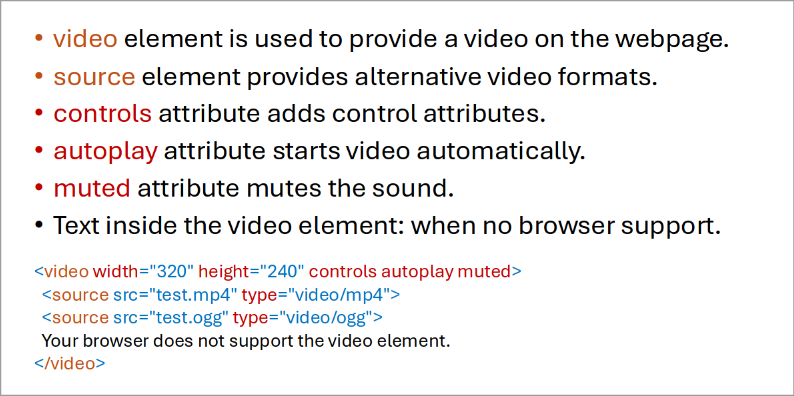 • video element is used to provide a video on the webpage.
• source element provides alternative video formats.
• controls attribute adds control attributes.
• autoplay attribute starts video automatically.
• muted attribute mutes the sound.
• Text inside the video element: when no browser support.
<video width="320" height="240" controls autoplay muted>
<source src="test.mp4" type="video/mp4">
<source src="test.ogg" type="video/ogg">
Your browser does not support the video element.
</video>